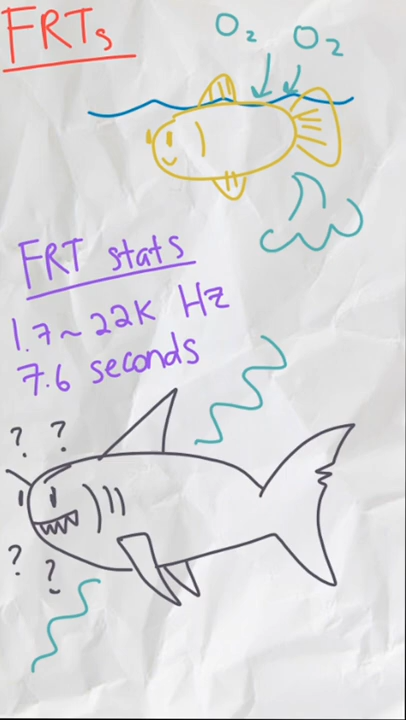 FRTs
O₂ O₂
FRT stats
1.7~22K Hz
7.6 seconds
? ?
? ?